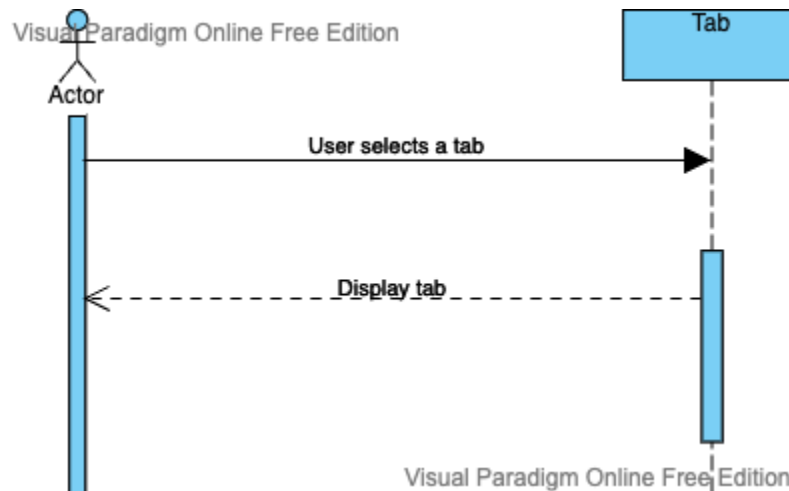 Visual Paradigm Online Free Edition
Tab
Actor
User selects a tab
Display tab
Visual Paradigm Online Free Edition